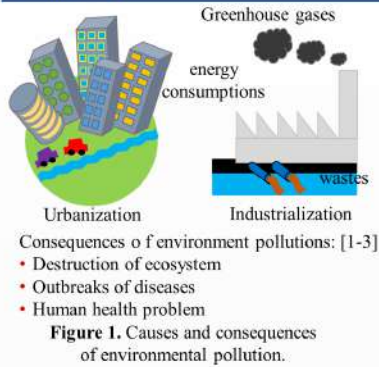 Greenhouse gases
energy
consumptions
wastes
Urbanization
Industrialization
Consequences o f environment pollutions: [1-3]
• Destruction of ecosystem
• Outbreaks of diseases
• Human health problem
Figure 1. Causes and consequences
of environmental pollution.